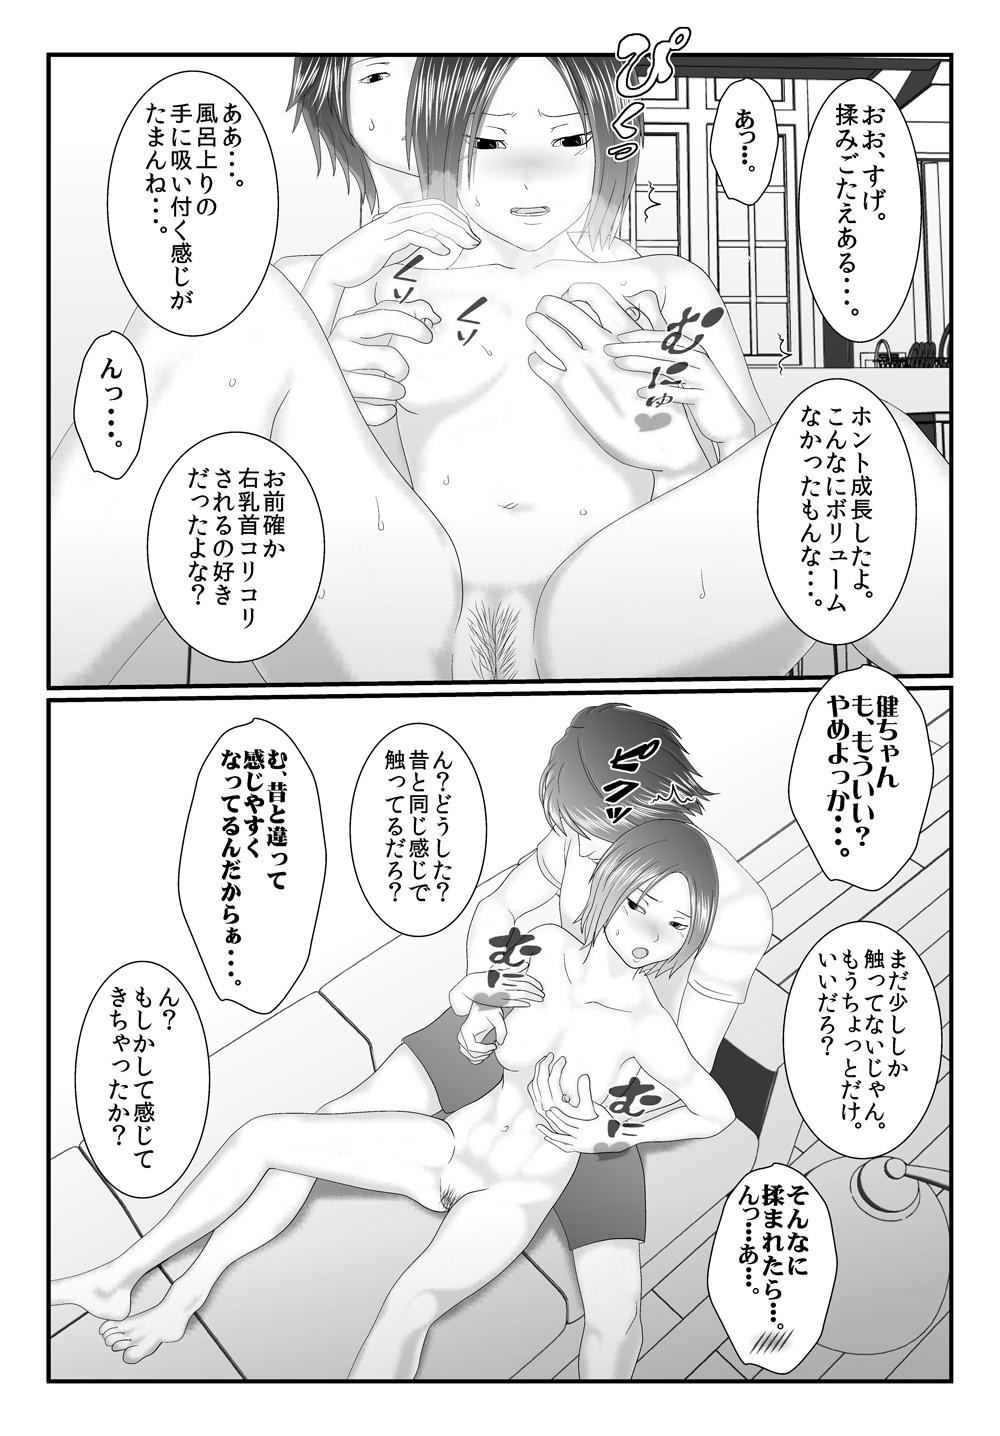 おお、すげ。
揉みごたえある・・・・。
あっ・・・。
ぴくっ
ああ・・・。
風呂上りの
手に吸い付く感じが
たまんね・・・・。
くり
くり
むにゅ
んっ・・・・。
ホント成長したよ。
こんなにボリューム
なかったもんな・・・。
お前確か
右乳首コリコリ
されるの好き
だったよな?
健ちゃん
も、もういい?
やめよっか・・・。
まだ少ししか
触ってないじゃん。
もうちょっとだけ。
いいだろ?
ビクッ
ん?どうした?
昔と同じ感じで
触ってるだろ?
む、昔と違って
感じやすく
なってるんだからぁ・・・・。
むに
むに
そんなに
揉まれたら・・・。
んっ・・・あ・・・。
ん?
もしかして感じて
きちゃったか?